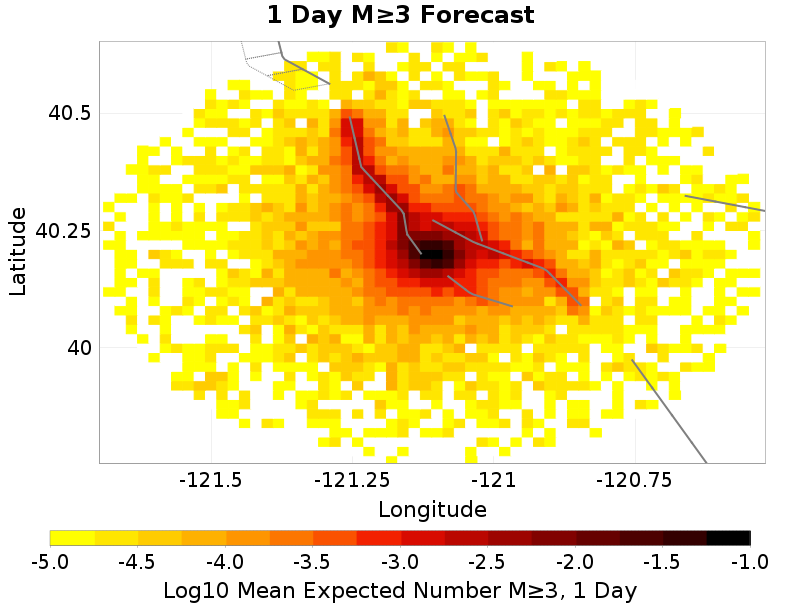 1 Day M≥3 Forecast
40.5
40.25
40
Latitude
-121.5 -121.25 -121 -120.75
Longitude
-5.0 -4.5 -4.0 -3.5 -3.0 -2.5 -2.0 -1.5 -1.0
Log10 Mean Expected Number M≥3, 1 Day